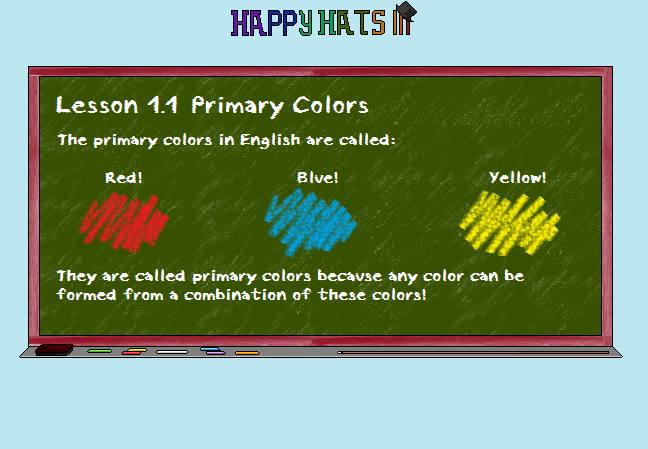 HAPPY HATS III
Lesson 1.1 Primary Colors
The primary colors in English are called:
Red! Blue! Yellow!
They are called primary colors because any color can be
formed from a combination of these colors!